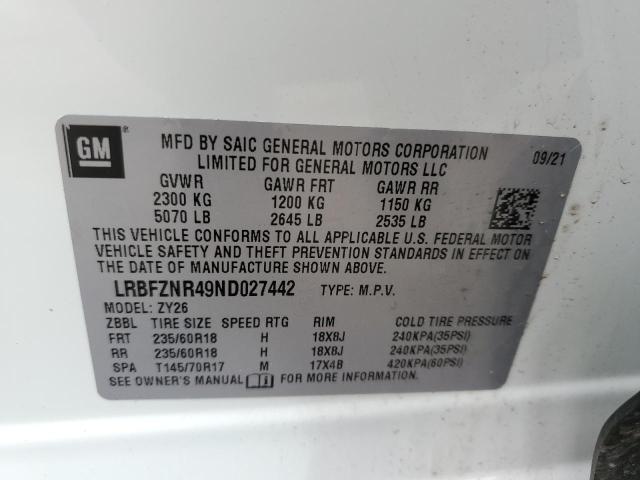 GM
MFD BY SAIC GENERAL MOTORS CORPORATION
LIMITED FOR GENERAL MOTORS LLC
09/21
GVWR GAWR FRT GAWR RR
2300 KG 1200 KG 1150 KG
5070 LB 2645 LB 2535 LB
THIS VEHICLE CONFORMS TO ALL APPLICABLE U.S. FEDERAL MOTOR
VEHICLE SAFETY AND THEFT PREVENTION STANDARDS IN EFFECT ON
THE DATE OF MANUFACTURE SHOWN ABOVE.
LRBFZNR49ND027442 TYPE: M.P.V.
MODEL: ZY26
ZBBL TIRE SIZE SPEED RTG RIM COLD TIRE PRESSURE
FRT 235/60R18 H 18X8J 240KPA(35PSI)
RR 235/60R18 H 18X8J 240KPA(35PSI)
SPA T145/70R17 M 17X4B 420KPA(60PSI)
SEE OWNER'S MANUAL FOR MORE INFORMATION